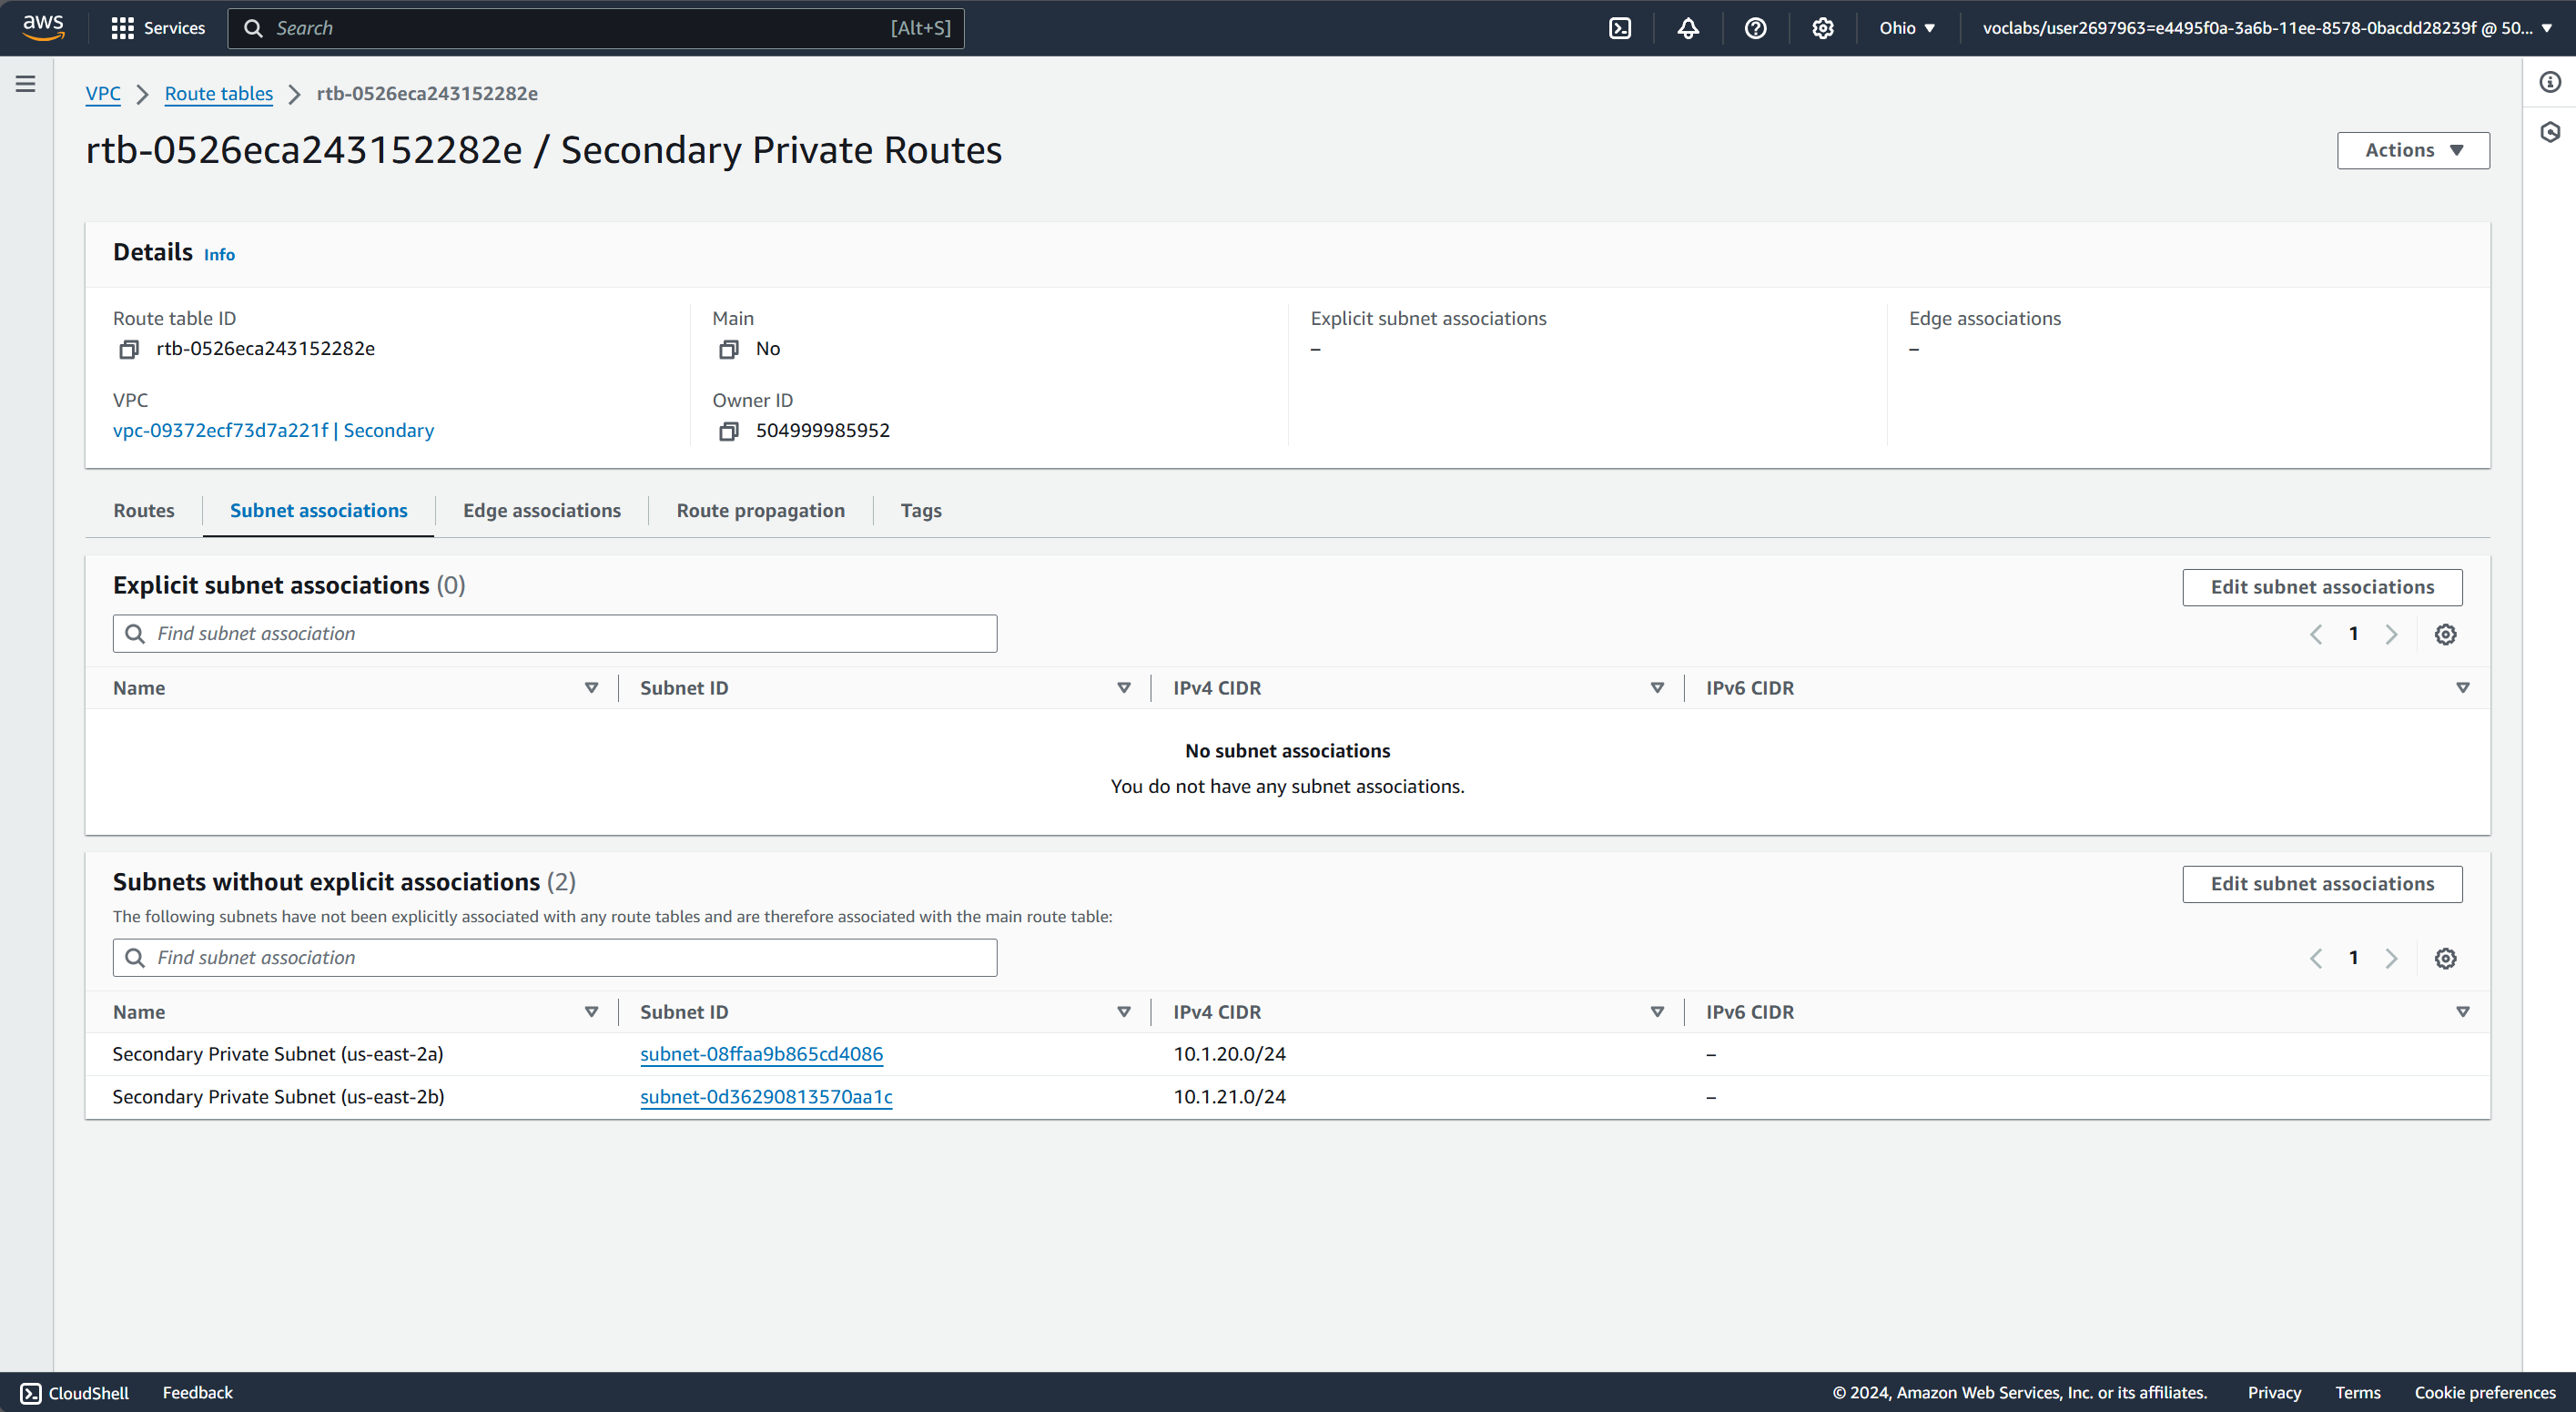 aws
Services
Search
[Alt+S]
Ohio
voclabs/user2697963=e4495f0a-3a6b-11ee-8578-0bacdd28239f @ 50...
VPC
Route tables
rtb-0526eca243152282e
rtb-0526eca243152282e / Secondary Private Routes
Actions
Details
Info
Route table ID
rtb-0526eca243152282e
Main
No
Explicit subnet associations
–
Edge associations
–
VPC
vpc-09372ecf73d7a221f | Secondary
Owner ID
504999985952
Routes
Subnet associations
Edge associations
Route propagation
Tags
Explicit subnet associations (0)
Edit subnet associations
Find subnet association
1
Name
Subnet ID
IPv4 CIDR
IPv6 CIDR
No subnet associations
You do not have any subnet associations.
Subnets without explicit associations (2)
Edit subnet associations
The following subnets have not been explicitly associated with any route tables and are therefore associated with the main route table:
Find subnet association
1
Name
Subnet ID
IPv4 CIDR
IPv6 CIDR
Secondary Private Subnet (us-east-2a)
subnet-08ffaa9b865cd4086
10.1.20.0/24
–
Secondary Private Subnet (us-east-2b)
subnet-0d36290813570aa1c
10.1.21.0/24
–
CloudShell
Feedback
© 2024, Amazon Web Services, Inc. or its affiliates.
Privacy
Terms
Cookie preferences